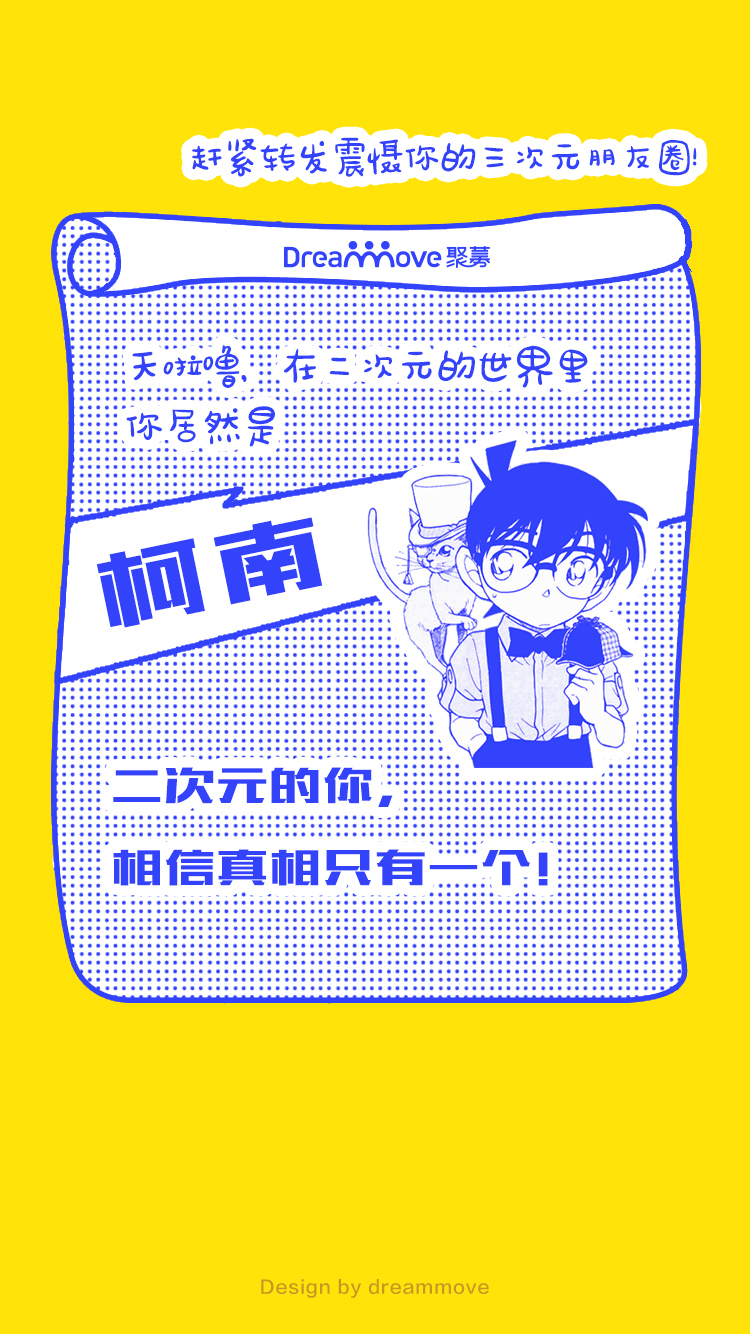 赶紧转发震慑你的三次元朋友圈!
Dreammove聚募
天啦噜,在二次元的世界里
你居然是
柯南
二次元的你,
相信真相只有一个!
Design by dreammove